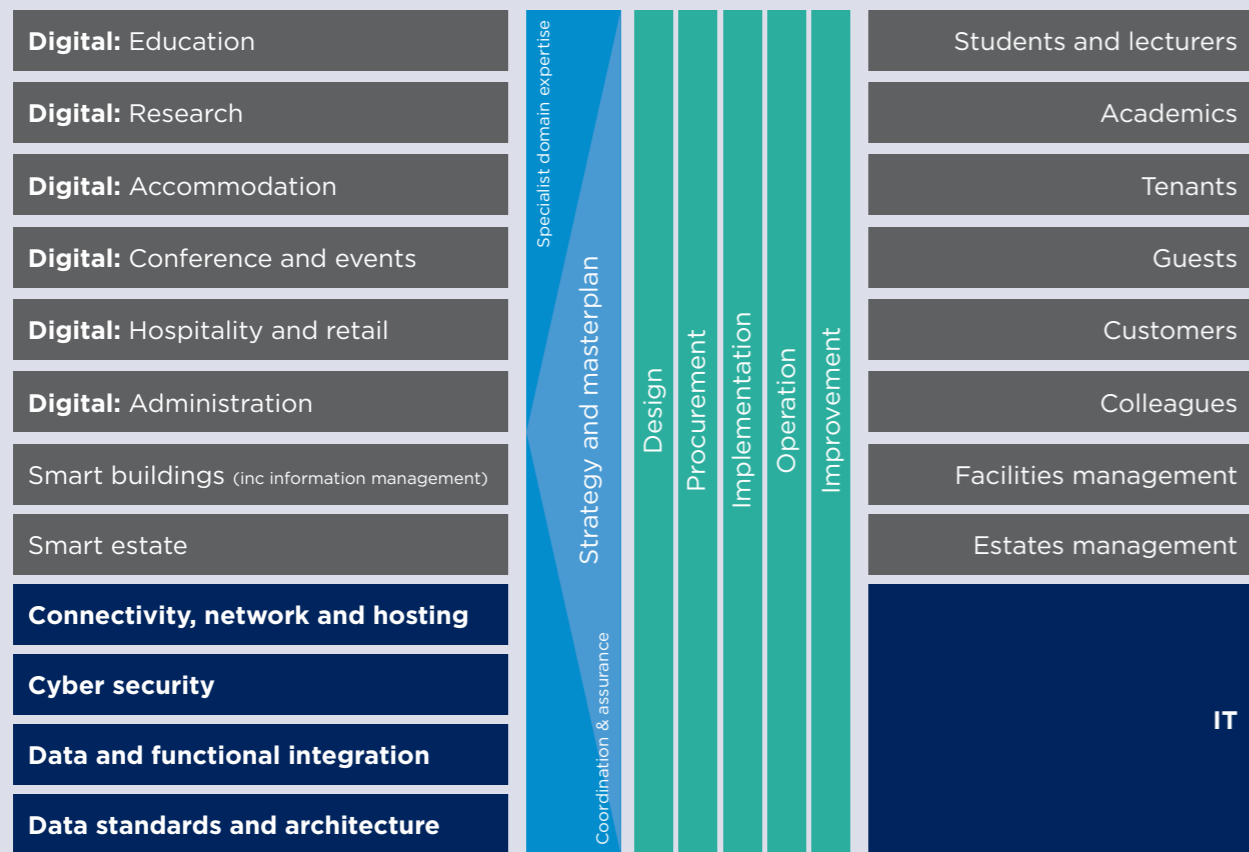 Digital: Education
Digital: Research
Digital: Accommodation
Digital: Conference and events
Digital: Hospitality and retail
Digital: Administration
Smart buildings (inc information management)
Smart estate
Connectivity, network and hosting
Cyber security
Data and functional integration
Data standards and architecture
Specialist domain expertise
Strategy and masterplan
Coordination & assurance
Design
Procurement
Implementation
Operation
Improvement
Students and lecturers
Academics
Tenants
Guests
Customers
Colleagues
Facilities management
Estates management
IT